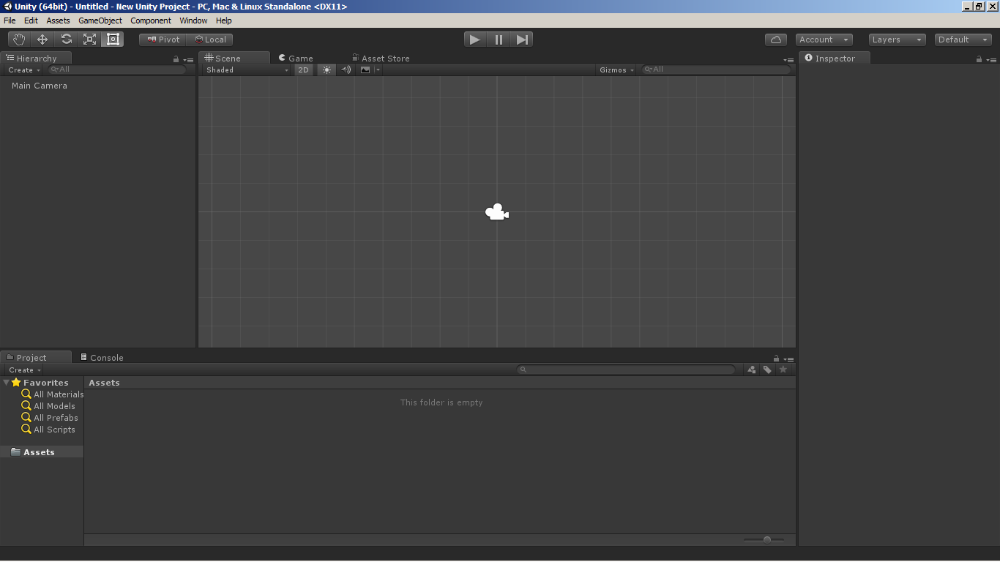 Unity (64bit) - Untitled - New Unity Project - PC, Mac & Linux Standalone <DX11>
File Edit Assets GameObject Component Window Help
Pivot Local Account Layers Default
Hierarchy Scene Game Asset Store Inspector
Create All Shaded 2D Gizmos All
Main Camera
Project Console
Create
Favorites Assets
All Materials
This folder is empty
All Models
All Prefabs
All Scripts
Assets